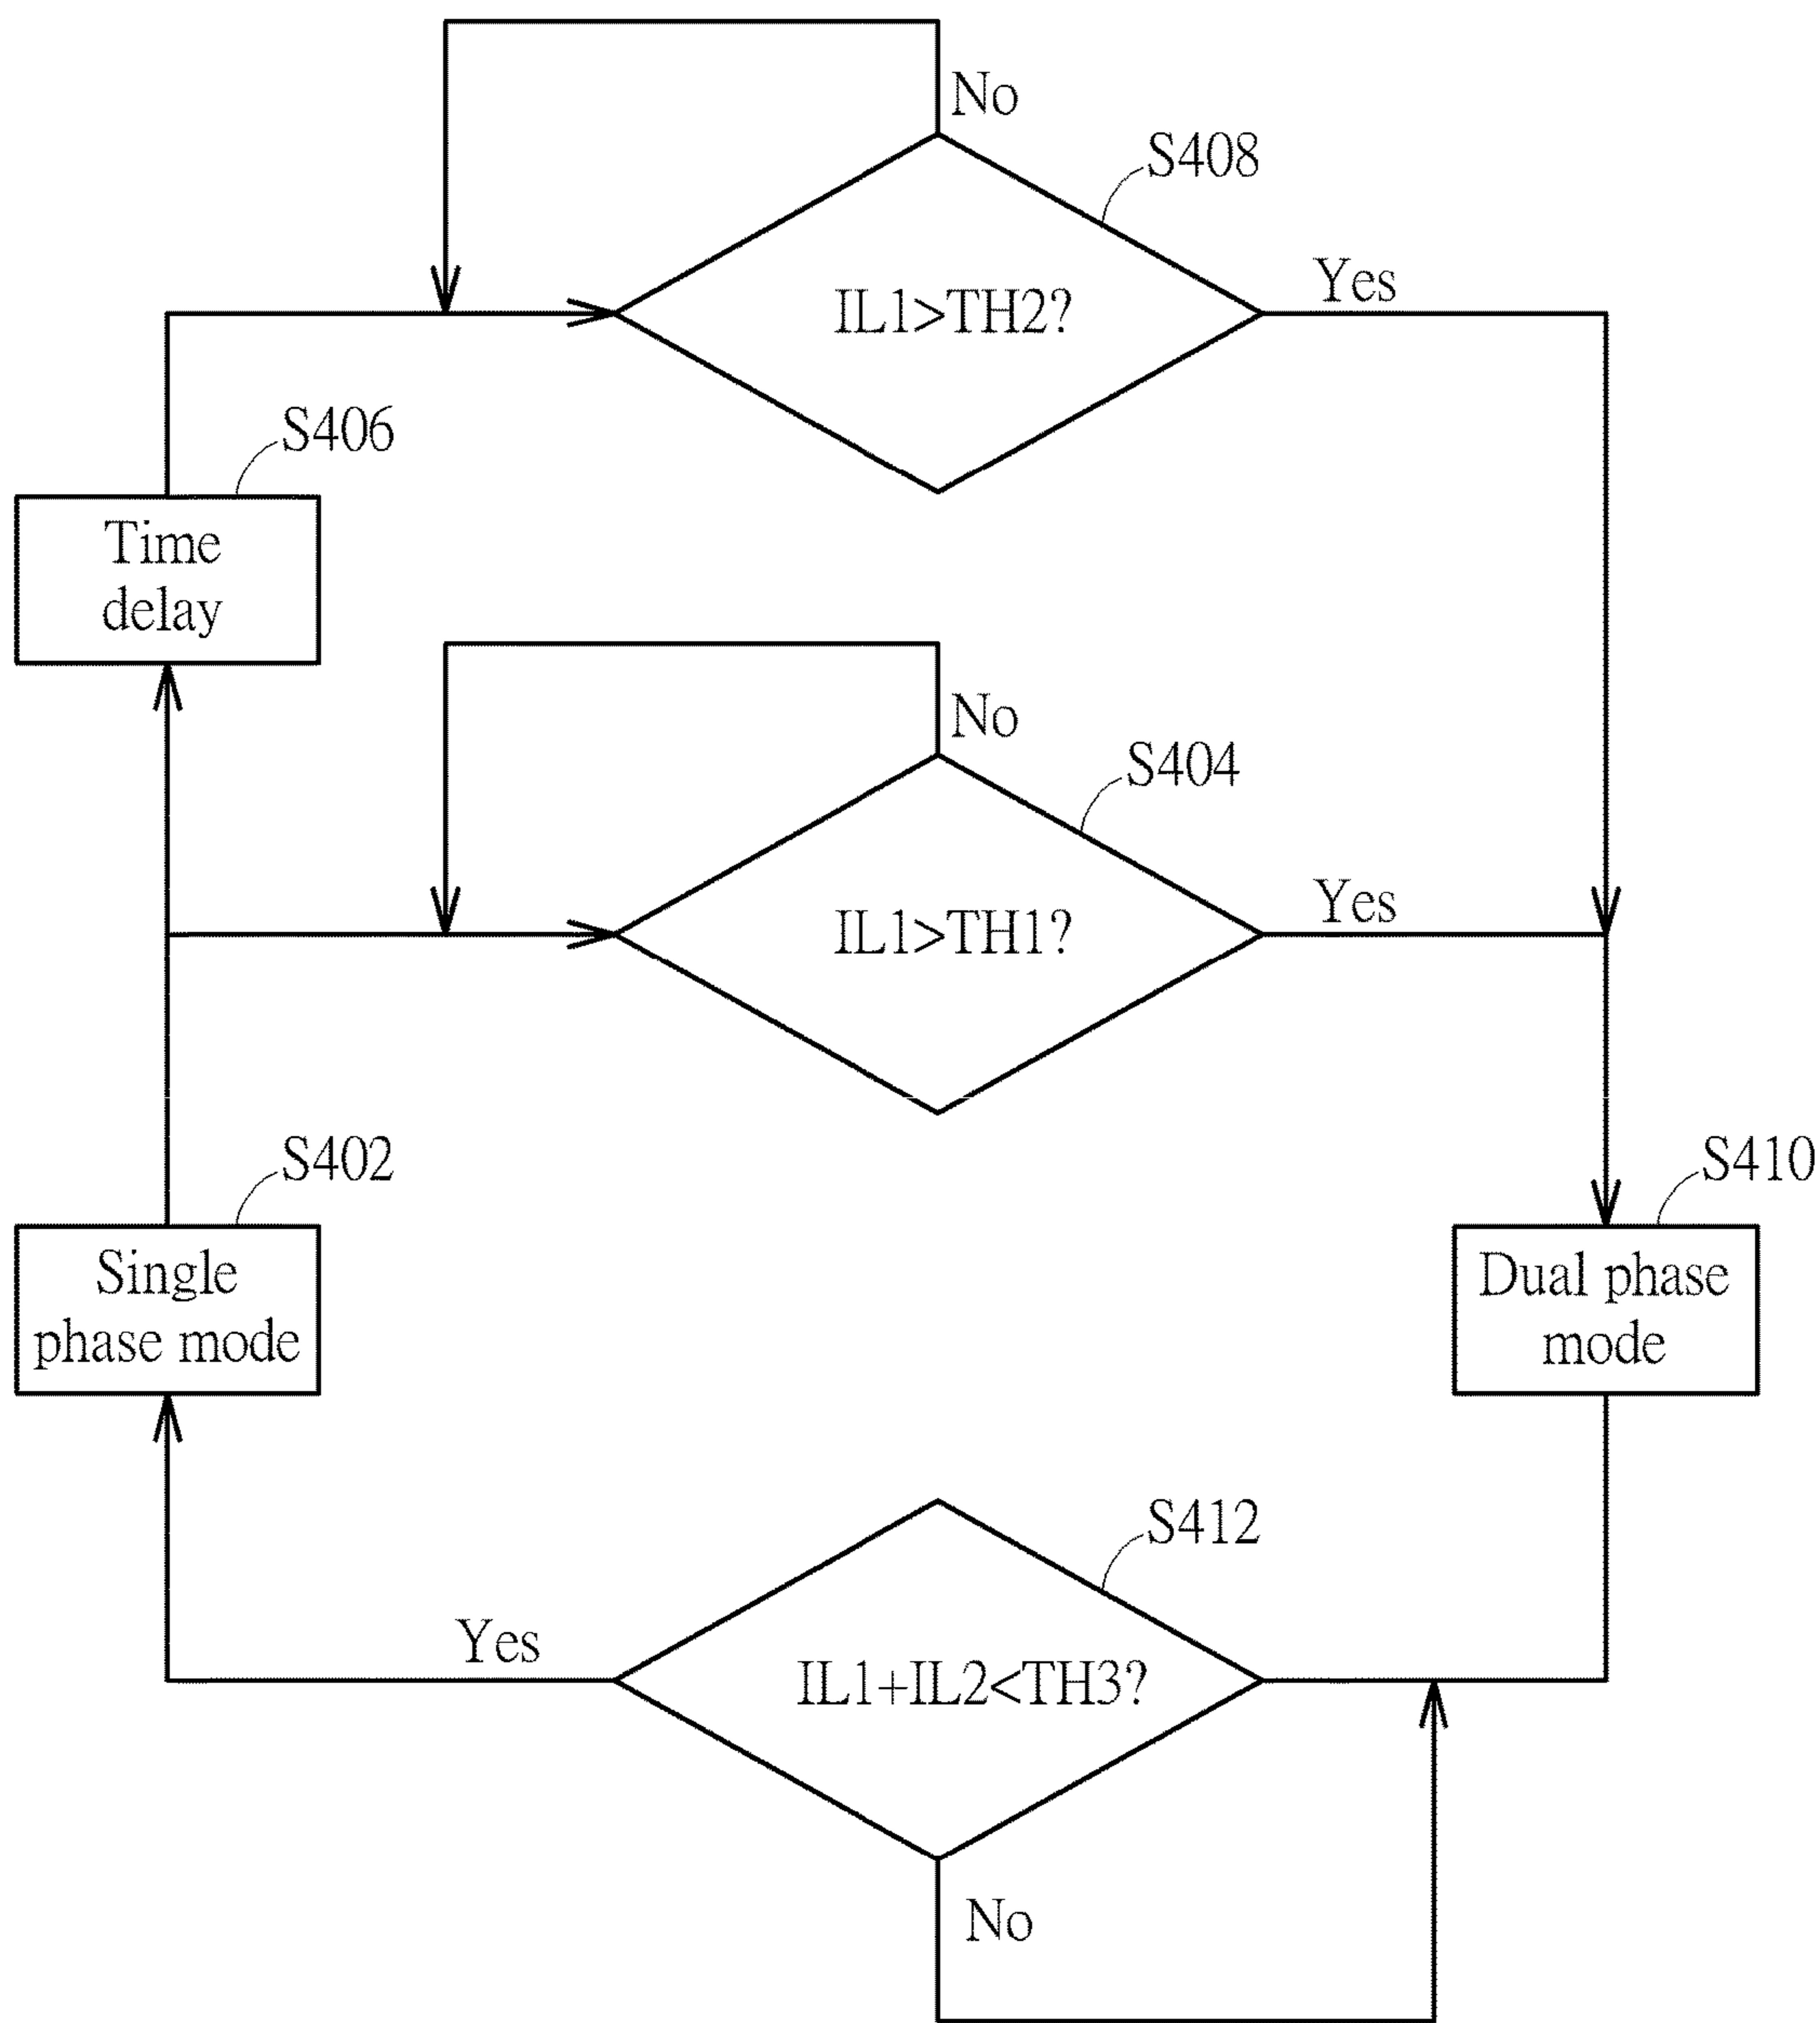 No
S408
IL1>TH2?
Yes
S406
Time
delay
No
S404
IL1>TH1?
Yes
S402
Single
phase mode
S410
Dual phase
mode
S412
Yes
IL1+IL2<TH3?
No